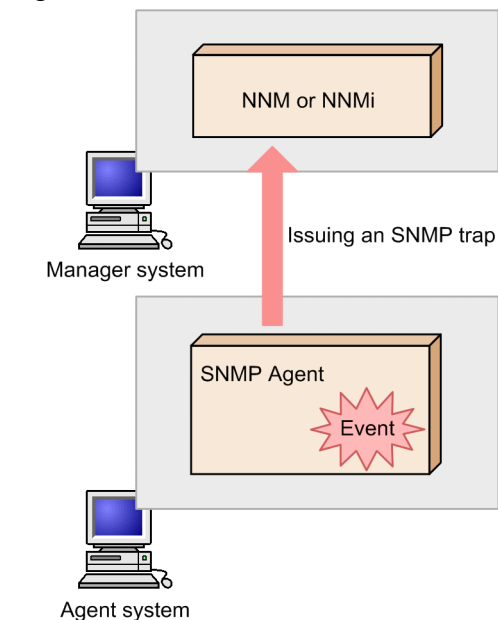 NNM or NNMi
Issuing an SNMP trap
Manager system
SNMP Agent
Event
Agent system